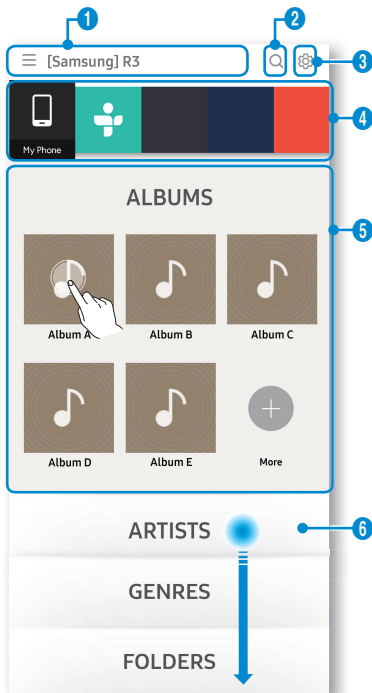 1
2
[Samsung] R3
3
4
My Phone
ALBUMS
5
Album A
Album B
Album C
Album D
Album E
More
ARTISTS
6
GENRES
FOLDERS